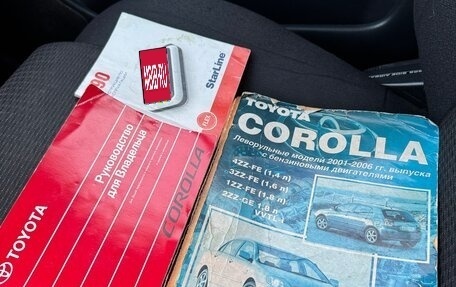 StarLine
90
Руководство
для Владельца
COROLLA
TOYOTA
TOYOTA
COROLLA
Леворульные модели 2001-2006 гг. выпуска
с бензиновыми двигателями
4ZZ-FE (1,4 л)
3ZZ-FE (1,6 л)
1ZZ-FE (1,8 л)
2ZZ-GE 1,8 л
VVTL